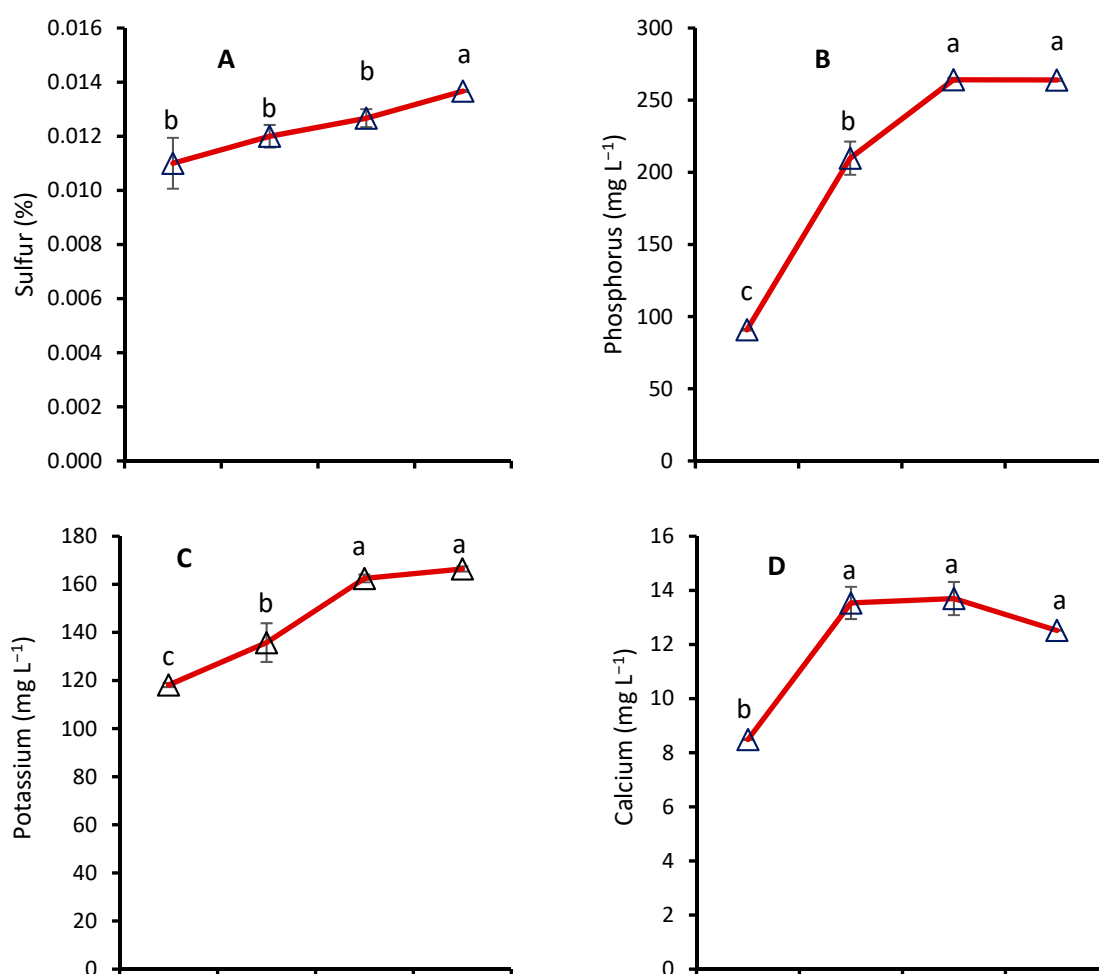 A
Sulfur (%)
0.016
0.014
0.012
0.010
0.008
0.006
0.004
0.002
0.000
b
b
b
a
B
Phosphorus (mg L⁻¹)
300
250
200
150
100
50
0
c
b
a
a
C
Potassium (mg L⁻¹)
180
160
140
120
100
80
60
40
20
0
c
b
a
a
D
Calcium (mg L⁻¹)
16
14
12
10
8
6
4
2
0
b
a
a
a